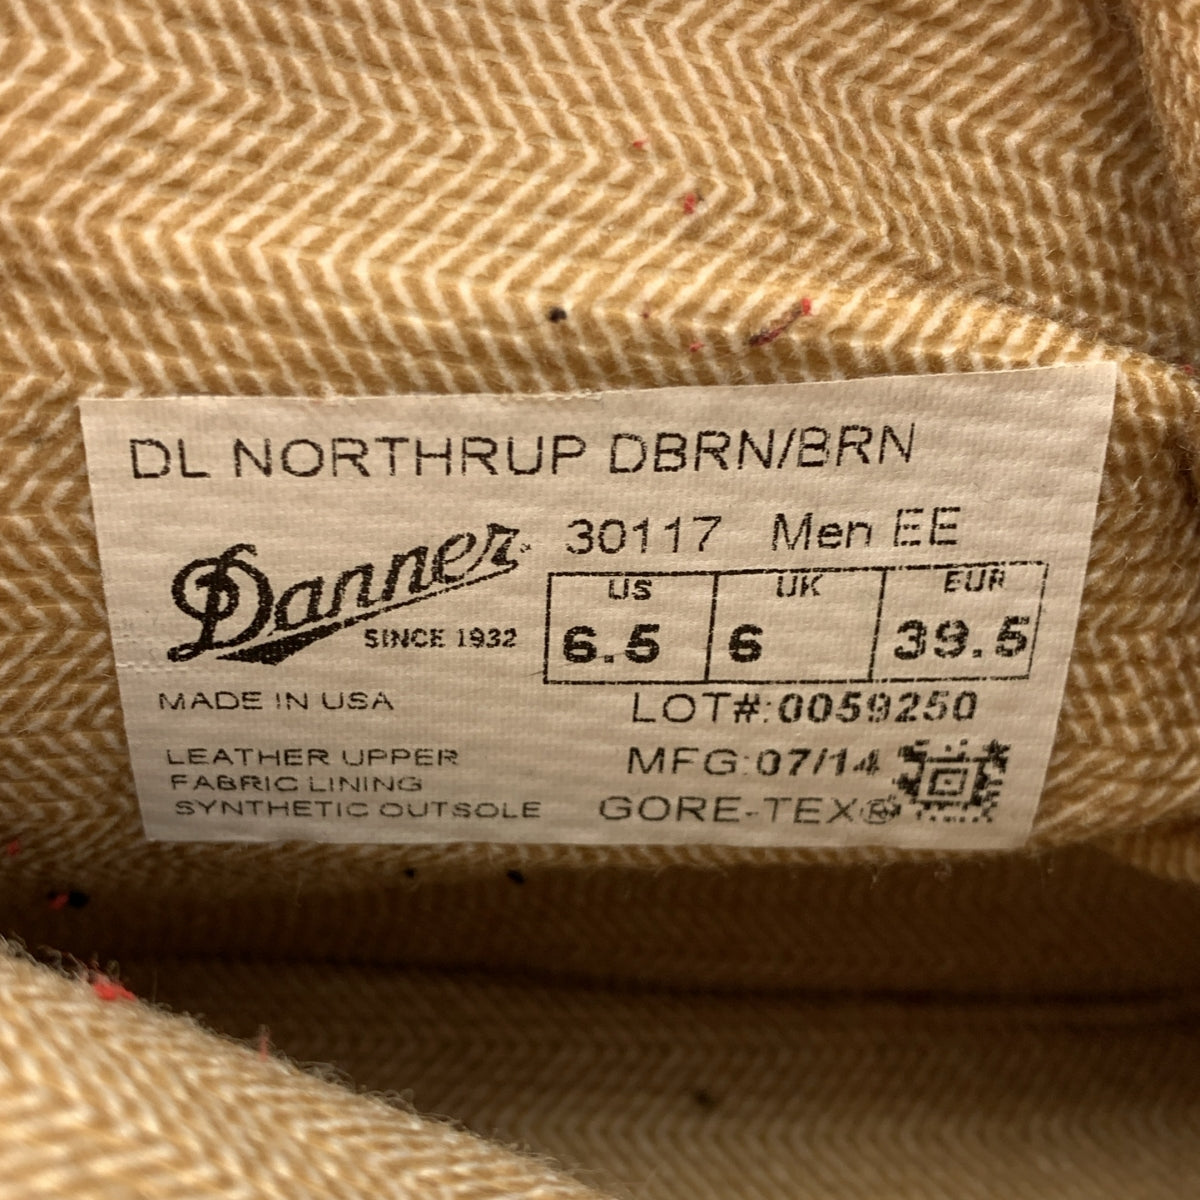 DL NORTHRUP DBRN/BRN
Danner
SINCE 1932
30117 Men EE
US UK EUR
6.5 6 39.5
MADE IN USA
LOT#:0059250
LEATHER UPPER
FABRIC LINING
SYNTHETIC OUTSOLE
MFG:07/14
GORE-TEX®